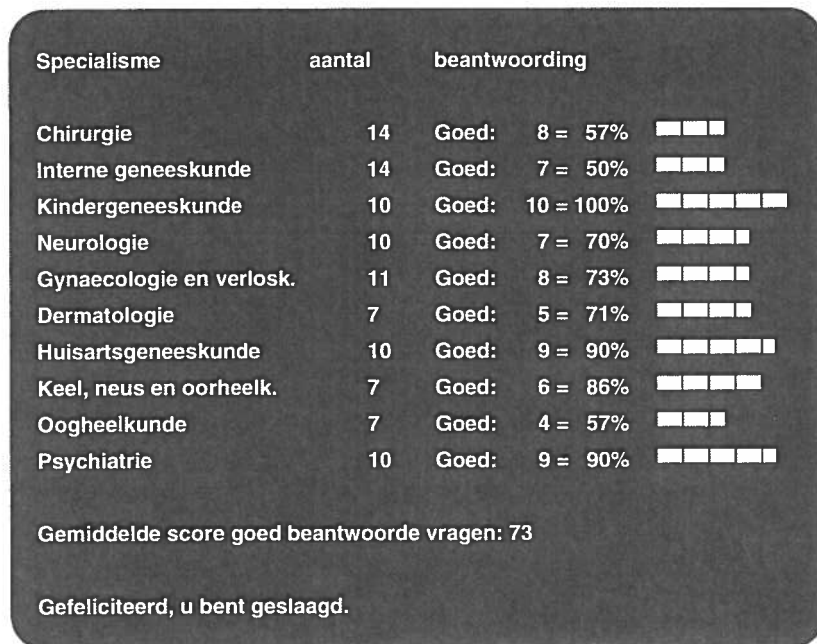 Specialisme aantal beantwoording
Chirurgie 14 Goed: 8 = 57%
Interne geneeskunde 14 Goed: 7 = 50%
Kindergeneeskunde 10 Goed: 10 = 100%
Neurologie 10 Goed: 7 = 70%
Gynaecologie en verlosk. 11 Goed: 8 = 73%
Dermatologie 7 Goed: 5 = 71%
Huisartsgeneeskunde 10 Goed: 9 = 90%
Keel, neus en oorheelk. 7 Goed: 6 = 86%
Oogheelkunde 7 Goed: 4 = 57%
Psychiatrie 10 Goed: 9 = 90%
Gemiddelde score goed beantwoorde vragen: 73
Gefeliciteerd, u bent geslaagd.